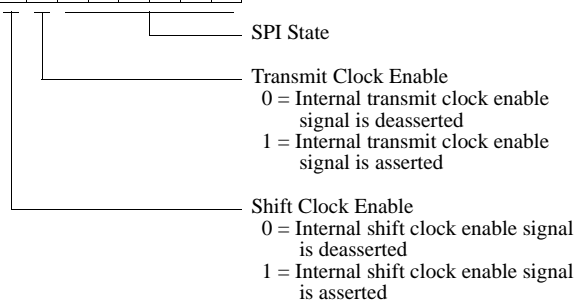 SPI State
Transmit Clock Enable
0 = Internal transmit clock enable
signal is deasserted
1 = Internal transmit clock enable
signal is asserted
Shift Clock Enable
0 = Internal shift clock enable signal
is deasserted
1 = Internal shift clock enable signal
is asserted